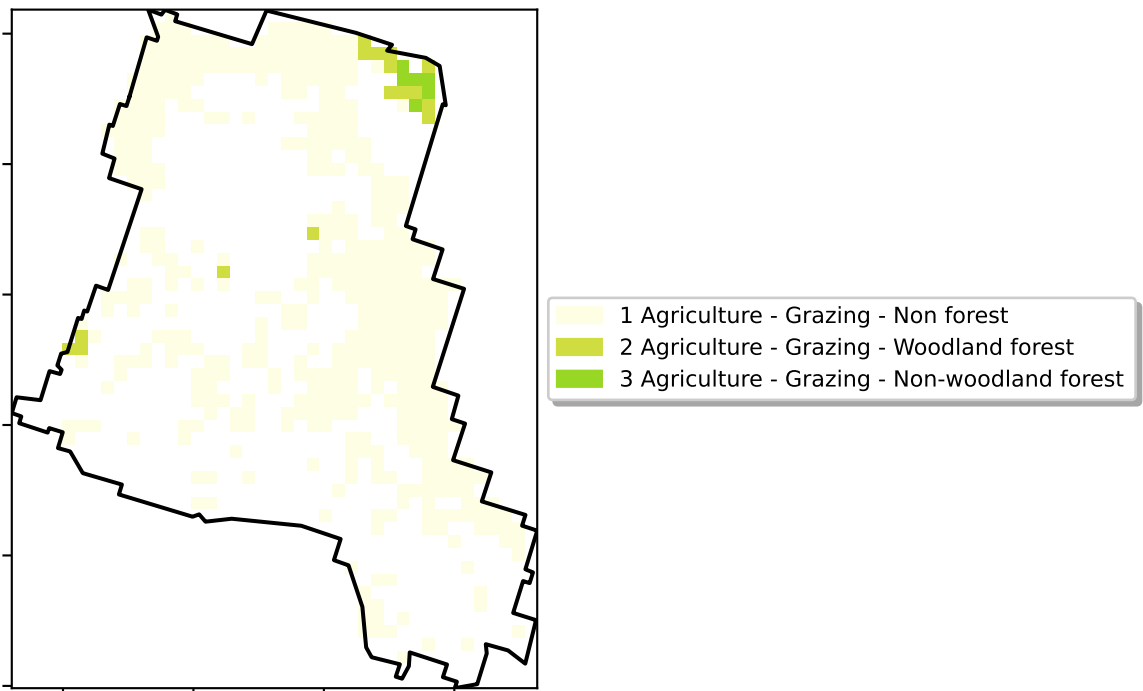 1 Agriculture - Grazing - Non forest
2 Agriculture - Grazing - Woodland forest
3 Agriculture - Grazing - Non-woodland forest